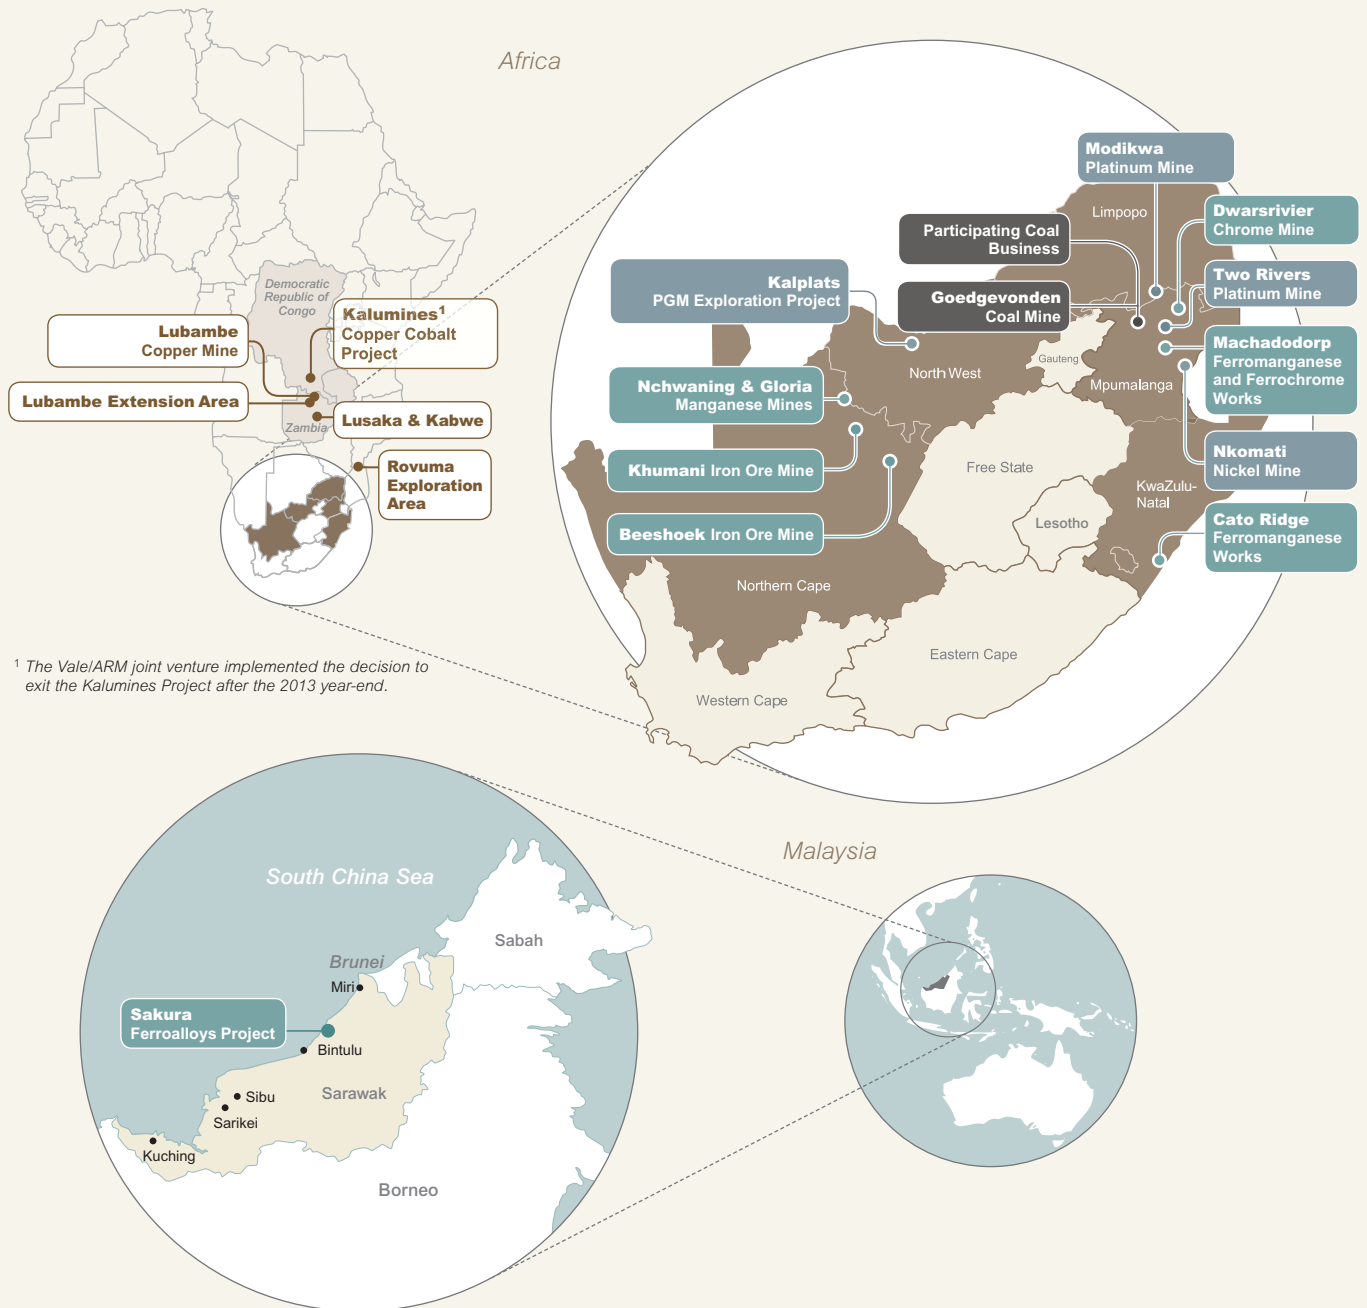 Africa
Democratic
Republic of
Congo
Kalumines¹
Copper Cobalt
Project
Lubambe
Copper Mine
Lubambe Extension Area
Zambia
Lusaka & Kabwe
Rovuma
Exploration
Area
¹ The Vale/ARM joint venture implemented the decision to
exit the Kalumines Project after the 2013 year-end.
Modikwa
Platinum Mine
Limpopo
Dwarsrivier
Chrome Mine
Participating Coal
Business
Two Rivers
Platinum Mine
Kalplats
PGM Exploration Project
Goedgevonden
Coal Mine
Machadodorp
Ferromanganese
and Ferrochrome
Works
Gauteng
North West
Mpumalanga
Nchwaning & Gloria
Manganese Mines
Nkomati
Nickel Mine
Khumani Iron Ore Mine
Free State
KwaZulu-
Natal
Lesotho
Cato Ridge
Ferromanganese
Works
Beeshoek Iron Ore Mine
Northern Cape
Eastern Cape
Western Cape
Malaysia
South China Sea
Sabah
Brunei
Miri
Sakura
Ferroalloys Project
Bintulu
Sarawak
Sibu
Sarikei
Kuching
Borneo